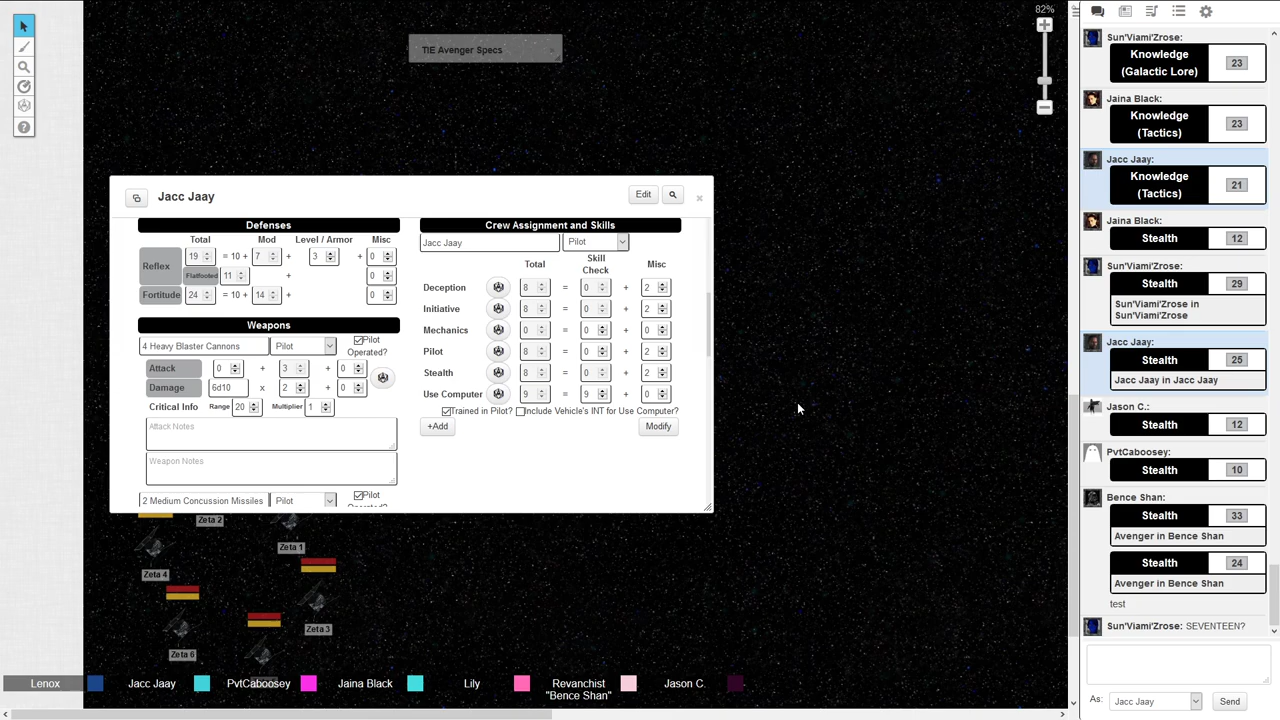 82%
TIE Avenger Specs
Jacc Jaay
Edit
Defenses
Total Mod Level / Armor Misc
Reflex 19 = 10 + 7 + 3 + 0
Flatfooted 11 + 0
Fortitude 24 = 10 + 14 + 0
Weapons
4 Heavy Blaster Cannons Pilot Pilot Operated?
Attack 0 + 3 + 0
Damage 6d10 x 2 + 0
Critical Info Range 20 Multiplier 1
Attack Notes
Weapon Notes
2 Medium Concussion Missiles Pilot Pilot
Operated?
Crew Assignment and Skills
Jacc Jaay Pilot
Total Skill Check Misc
Deception 8 = 0 + 2
Initiative 8 = 0 + 2
Mechanics 0 = 0 + 0
Pilot 8 = 0 + 2
Stealth 8 = 0 + 2
Use Computer 9 = 9 + 0
Trained in Pilot? Include Vehicle's INT for Use Computer?
+Add Modify
Zeta 2
Zeta 1
Zeta 4
Zeta 3
Zeta 6
Lenox Jacc Jaay PvtCaboosey Jaina Black Lily Revanchist Jason C.
"Bence Shan"
Sun'Viami'Zrose:
Knowledge
(Galactic Lore) 23
Jaina Black:
Knowledge
(Tactics) 23
Jacc Jaay:
Knowledge
(Tactics) 21
Jaina Black:
Stealth 12
Sun'Viami'Zrose:
Stealth 29
Sun'Viami'Zrose in
Sun'Viami'Zrose
Jacc Jaay:
Stealth 25
Jacc Jaay in Jacc Jaay
Jason C.:
Stealth 12
PvtCaboosey:
Stealth 10
Bence Shan:
Stealth 33
Avenger in Bence Shan
Stealth 24
Avenger in Bence Shan
test
Sun'Viami'Zrose: SEVENTEEN?
As: Jacc Jaay Send